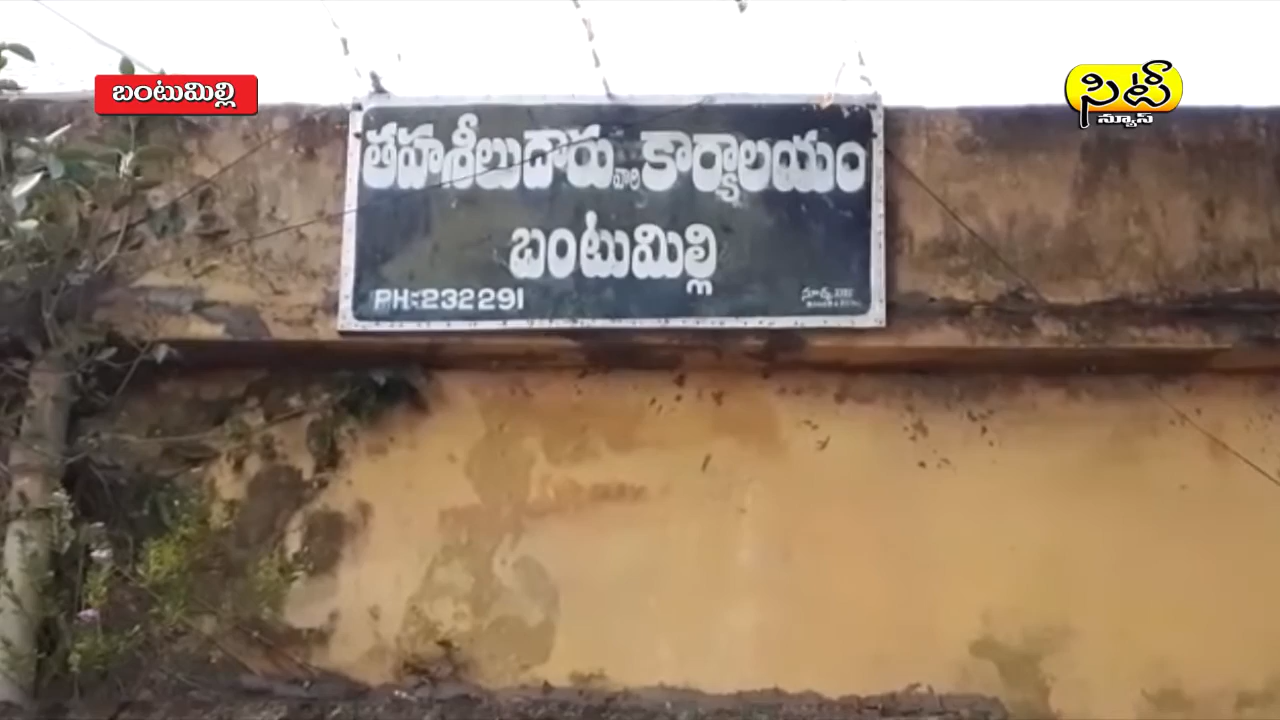 బంటుమిల్లి
సిటీ
న్యూస్
తహశీలుదారు వారి కార్యాలయం
బంటుమిల్లి
PH:232291